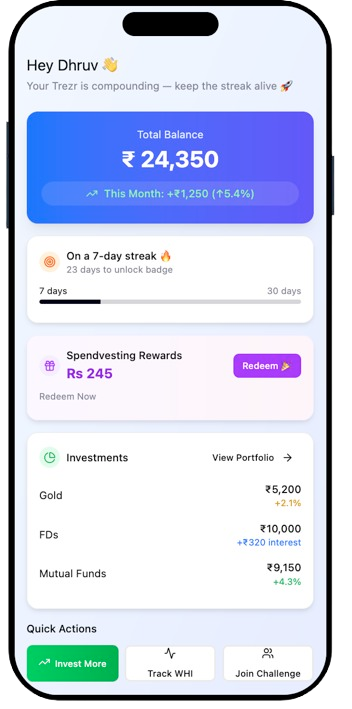 Hey Dhruv 👋
Your Trezr is compounding — keep the streak alive 🚀
Total Balance
₹ 24,350
This Month: +₹1,250 (↑5.4%)
On a 7-day streak 🔥
23 days to unlock badge
7 days 30 days
Spendvesting Rewards
Rs 245
Redeem 🎉
Redeem Now
Investments View Portfolio →
Gold ₹5,200
+2.1%
FDs ₹10,000
+₹320 interest
Mutual Funds ₹9,150
+4.3%
Quick Actions
Invest More Track WHI Join Challenge